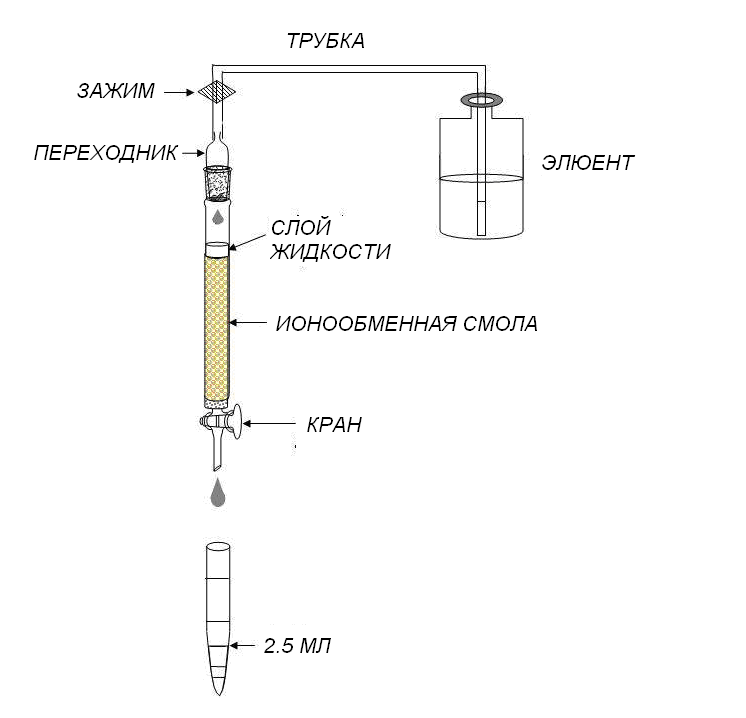 ТРУБКА
ЗАЖИМ
ПЕРЕХОДНИК
ЭЛЮЕНТ
СЛОЙ
ЖИДКОСТИ
ИОНООБМЕННАЯ СМОЛА
КРАН
2.5 МЛ